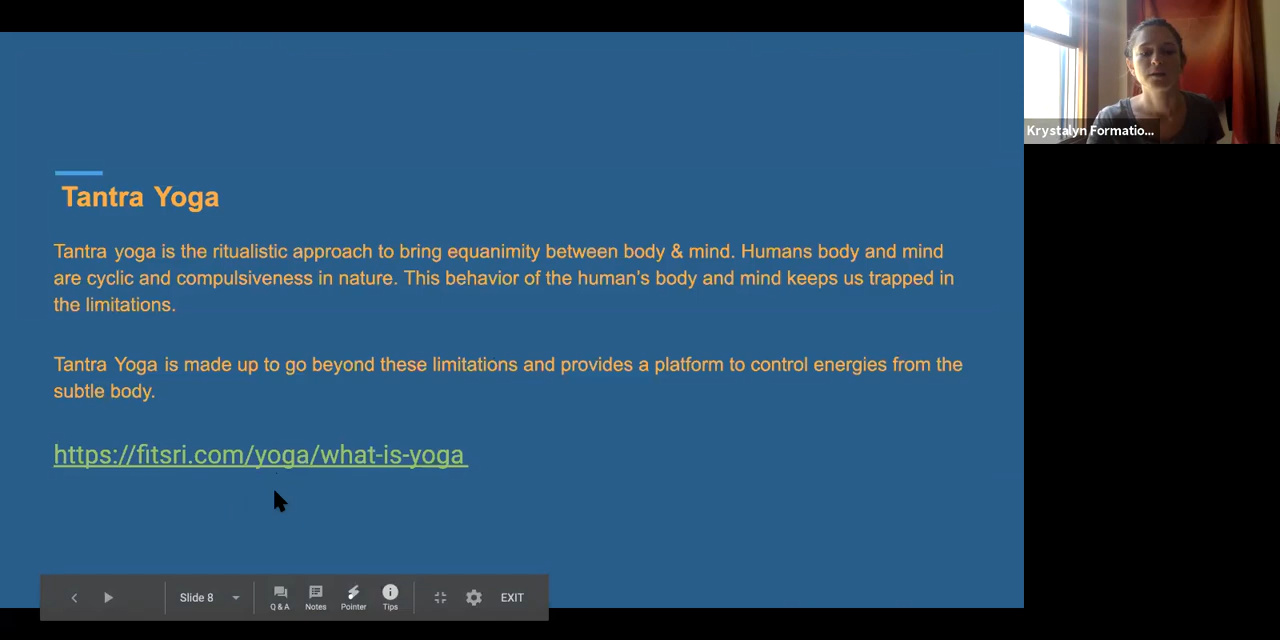 Krystalyn Formatio...
Tantra Yoga
Tantra yoga is the ritualistic approach to bring equanimity between body & mind. Humans body and mind
are cyclic and compulsiveness in nature. This behavior of the human's body and mind keeps us trapped in
the limitations.
Tantra Yoga is made up to go beyond these limitations and provides a platform to control energies from the
subtle body.
https://fitsri.com/yoga/what-is-yoga
Slide 8
Q & A
Notes
Pointer
Tips
EXIT